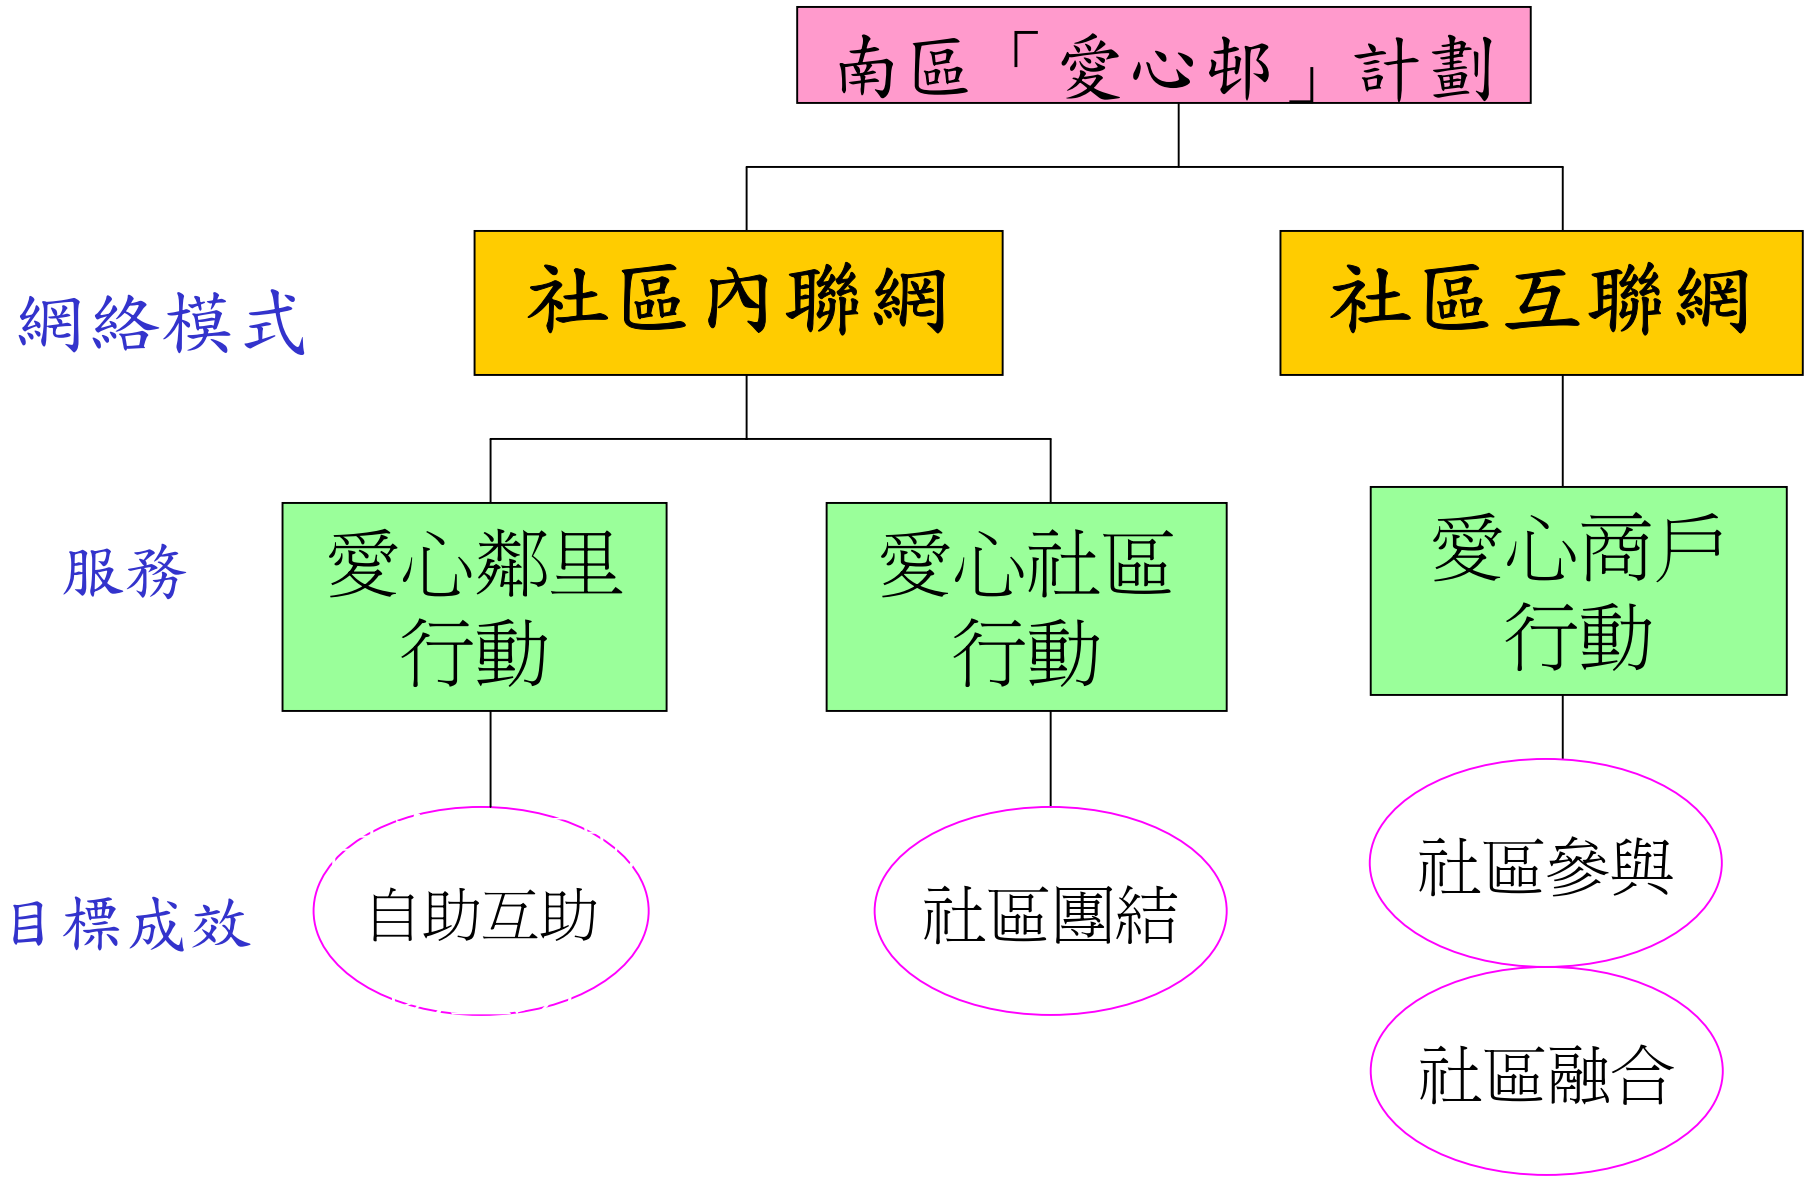 南區「愛心邨」計劃
網絡模式
社區內聯網
社區互聯網
服務
愛心鄰里
行動
愛心社區
行動
愛心商戶
行動
目標成效
自助互助
社區團結
社區參與
社區融合